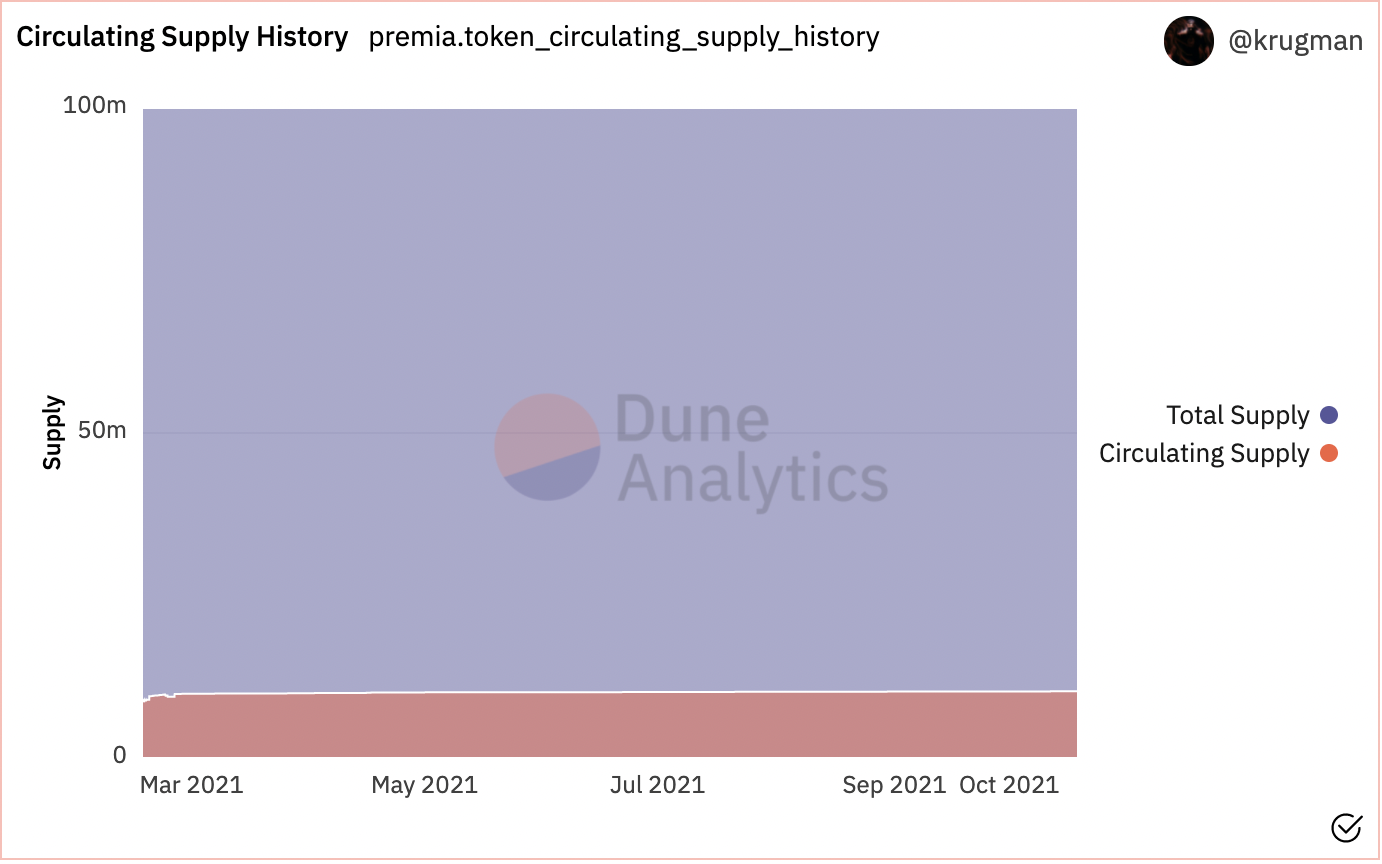 Circulating Supply History premia.token_circulating_supply_history
@krugman
100m
50m
0
Supply
Dune
Analytics
Total Supply
Circulating Supply
Mar 2021 May 2021 Jul 2021 Sep 2021 Oct 2021